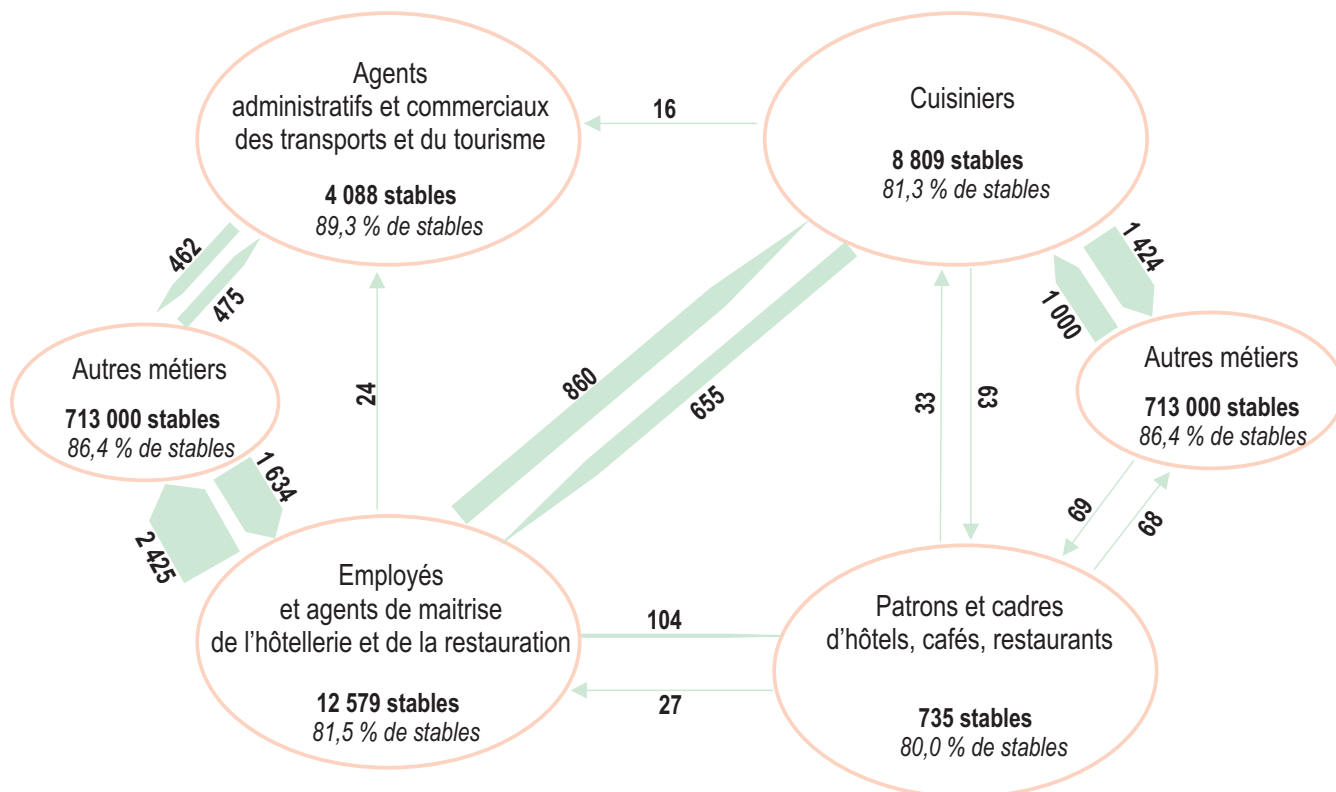 Agents
administratifs et commerciaux
des transports et du tourisme
4 088 stables
89,3 % de stables
16
Cuisiniers
8 809 stables
81,3 % de stables
462
475
1 424
1 000
Autres métiers
713 000 stables
86,4 % de stables
24
860
655
33
63
Autres métiers
713 000 stables
86,4 % de stables
1 634
2 425
69
68
Employés
et agents de maitrise
de l'hôtellerie et de la restauration
12 579 stables
81,5 % de stables
104
27
Patrons et cadres
d'hôtels, cafés, restaurants
735 stables
80,0 % de stables